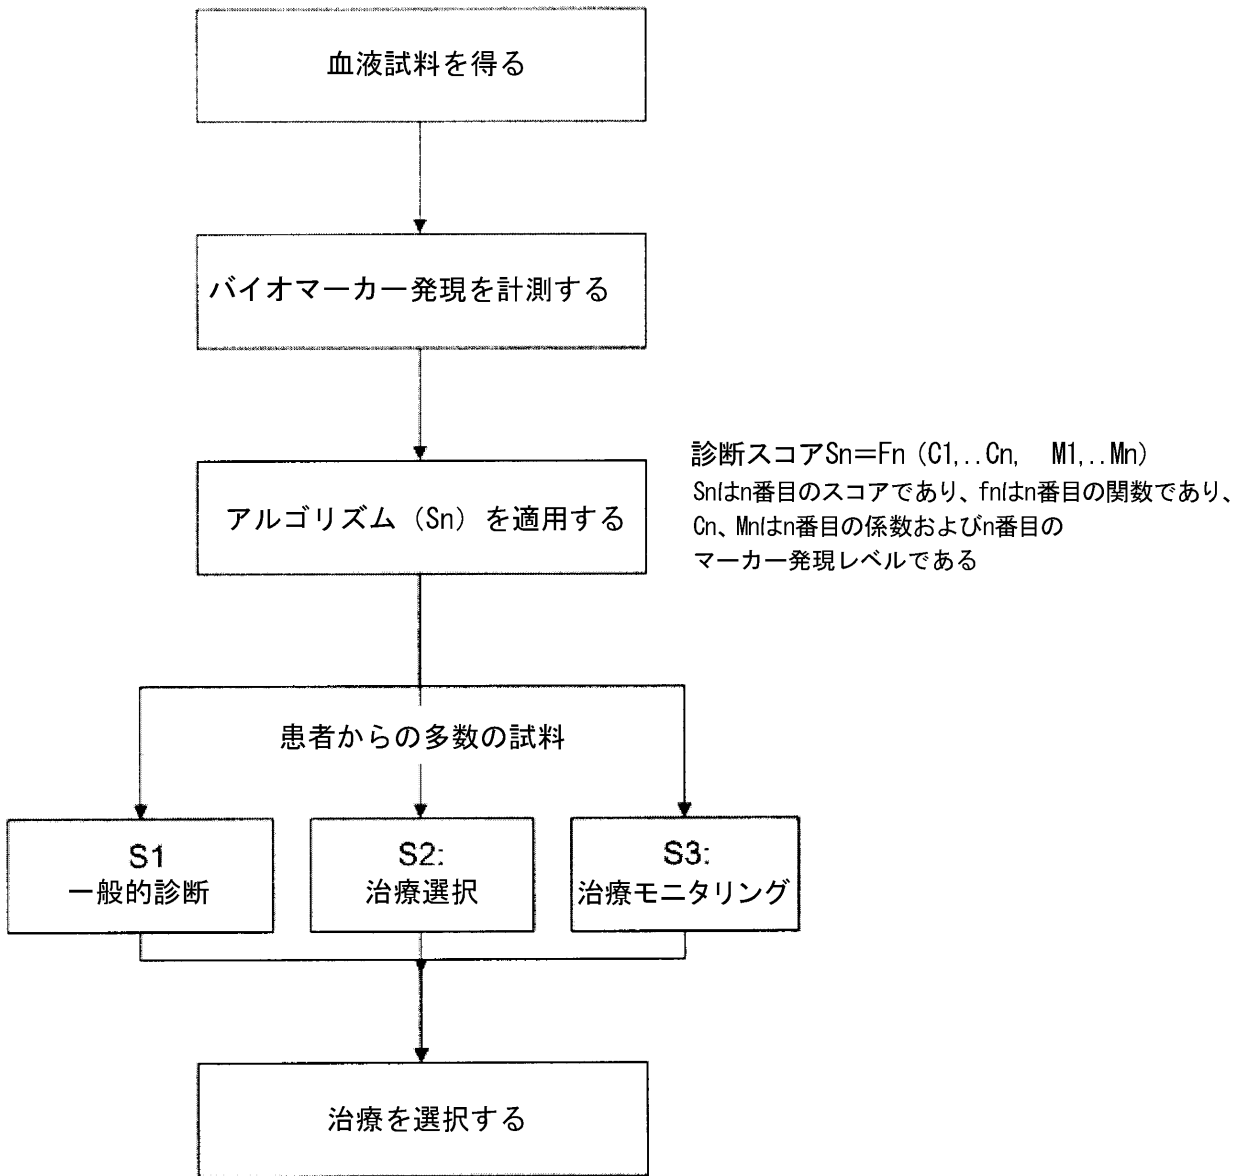 血液試料を得る
バイオマーカー発現を計測する
アルゴリズム（Sn）を適用する
診断スコアSn＝Fn（C1,..Cn,　M1,..Mn）
Snはn番目のスコアであり、fnはn番目の関数であり、
Cn、Mnはn番目の係数およびn番目の
マーカー発現レベルである
患者からの多数の試料
S1
一般的診断
S2:
治療選択
S3:
治療モニタリング
治療を選択する